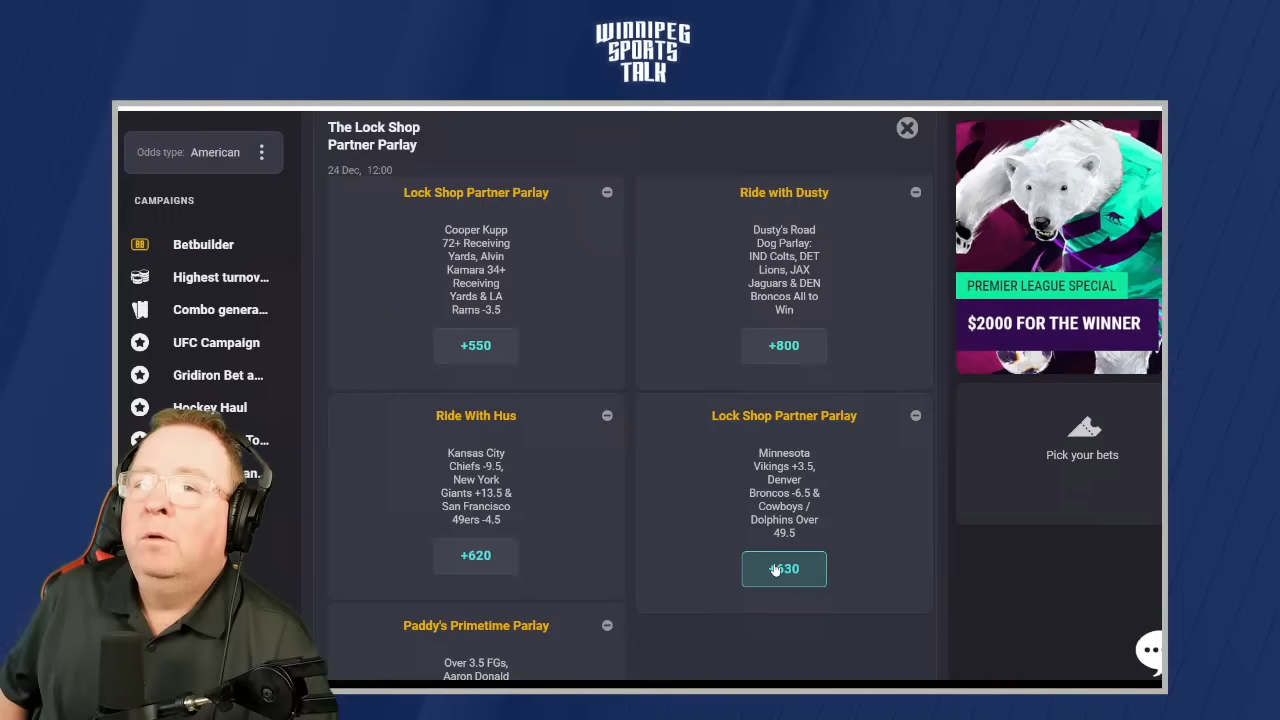 WINNIPEG
SPORTS
TALK
Odds type: American
CAMPAIGNS
Betbuilder
Highest turnov...
Combo genera...
UFC Campaign
Gridiron Bet a...
Hockey Haul
To...
an...
The Lock Shop
Partner Parlay
24 Dec, 12:00
Lock Shop Partner Parlay
Cooper Kupp
72+ Receiving
Yards, Alvin
Kamara 34+
Receiving
Yards & LA
Rams -3.5
+550
Ride with Dusty
Dusty's Road
Dog Parlay:
IND Colts, DET
Lions, JAX
Jaguars & DEN
Broncos All to
Win
+800
Ride With Hus
Kansas City
Chiefs -9.5,
New York
Giants +13.5 &
San Francisco
49ers -4.5
+620
Lock Shop Partner Parlay
Minnesota
Vikings +3.5,
Denver
Broncos -6.5 &
Cowboys /
Dolphins Over
49.5
+630
Paddy's Primetime Parlay
Over 3.5 FGs,
Aaron Donald
PREMIER LEAGUE SPECIAL
$2000 FOR THE WINNER
Pick your bets